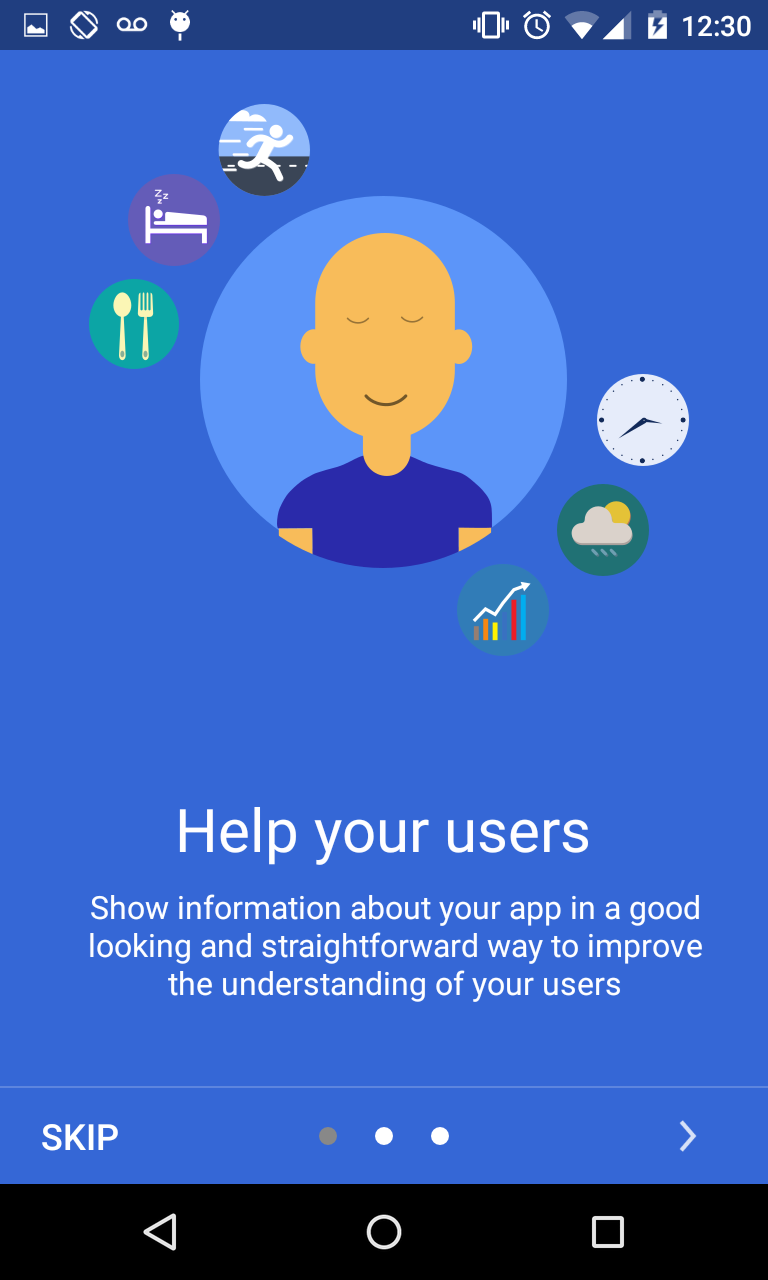 12:30
zzz
Help your users
Show information about your app in a good
looking and straightforward way to improve
the understanding of your users
SKIP